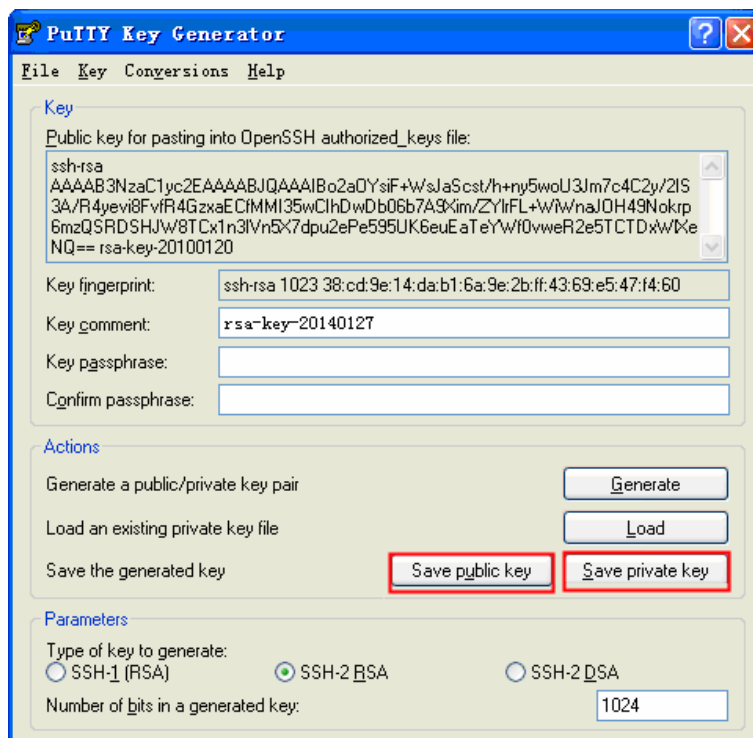 PuTTY Key Generator
File Key Conversions Help
Key
Public key for pasting into OpenSSH authorized_keys file:
ssh-rsa
AAAAB3NzaC1yc2EAAAABJQAAAIBo2aOYsiF+WsJaScst/h+ny5woU3Jm7c4C2y/2IS
3A/R4yevi8FvfR4GzxaECfMMI35wClhDwDb06b7A9Xim/ZYlrFL+WiWnaJOH49Nokrp
6mzQSRDSHJW8TCx1n3lVn5X7dpu2ePe595UK6euEaTeYWf0vweR2e5TCTDxWlXe
NQ== rsa-key-20100120
Key fingerprint:
ssh-rsa 1023 38:cd:9e:14:da:b1:6a:9e:2b:ff:43:69:e5:47:f4:60
Key comment:
rsa-key-20140127
Key passphrase:
Confirm passphrase:
Actions
Generate a public/private key pair
Generate
Load an existing private key file
Load
Save the generated key
Save public key
Save private key
Parameters
Type of key to generate:
SSH-1 (RSA)
SSH-2 RSA
SSH-2 DSA
Number of bits in a generated key:
1024